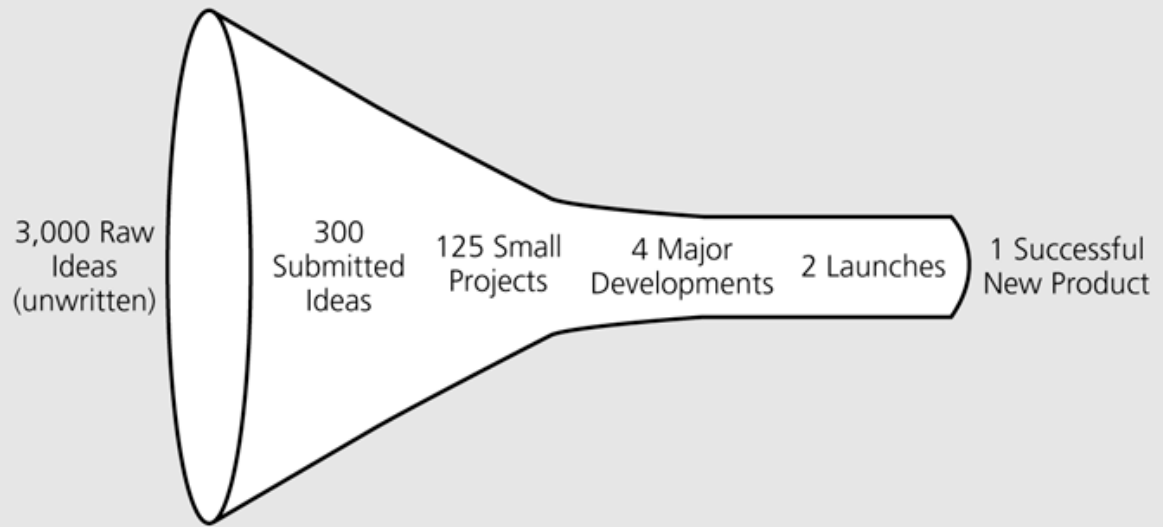 3,000 Raw
Ideas
(unwritten)
300
Submitted
Ideas
125 Small
Projects
4 Major
Developments
2 Launches
1 Successful
New Product